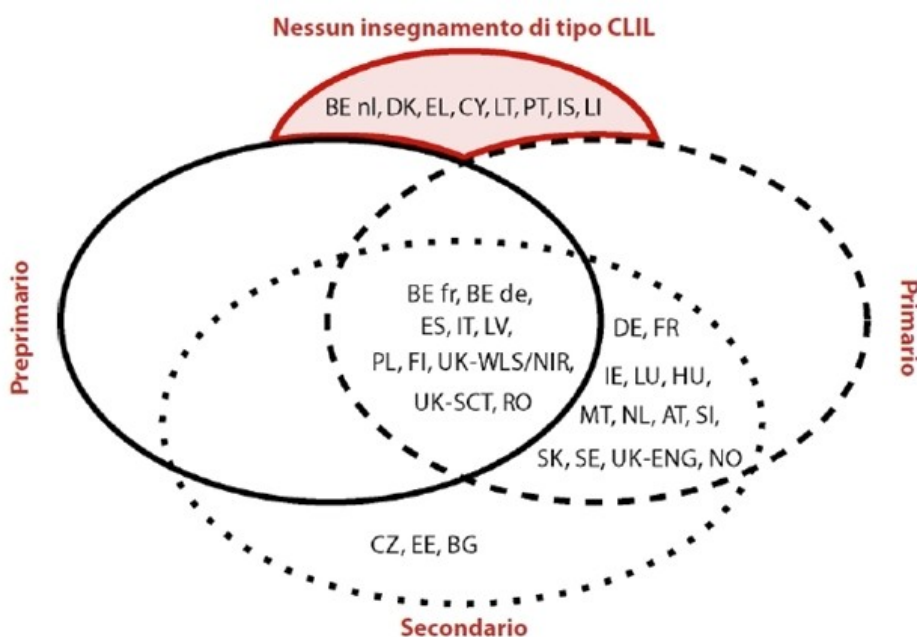 Nessun insegnamento di tipo CLIL
BE nl, DK, EL, CY, LT, PT, IS, LI
Preprimario
Primario
BE fr, BE de,
ES, IT, LV,
PL, FI, UK-WLS/NIR,
UK-SCT, RO
DE, FR
IE, LU, HU,
MT, NL, AT, SI,
SK, SE, UK-ENG, NO
CZ, EE, BG
Secondario